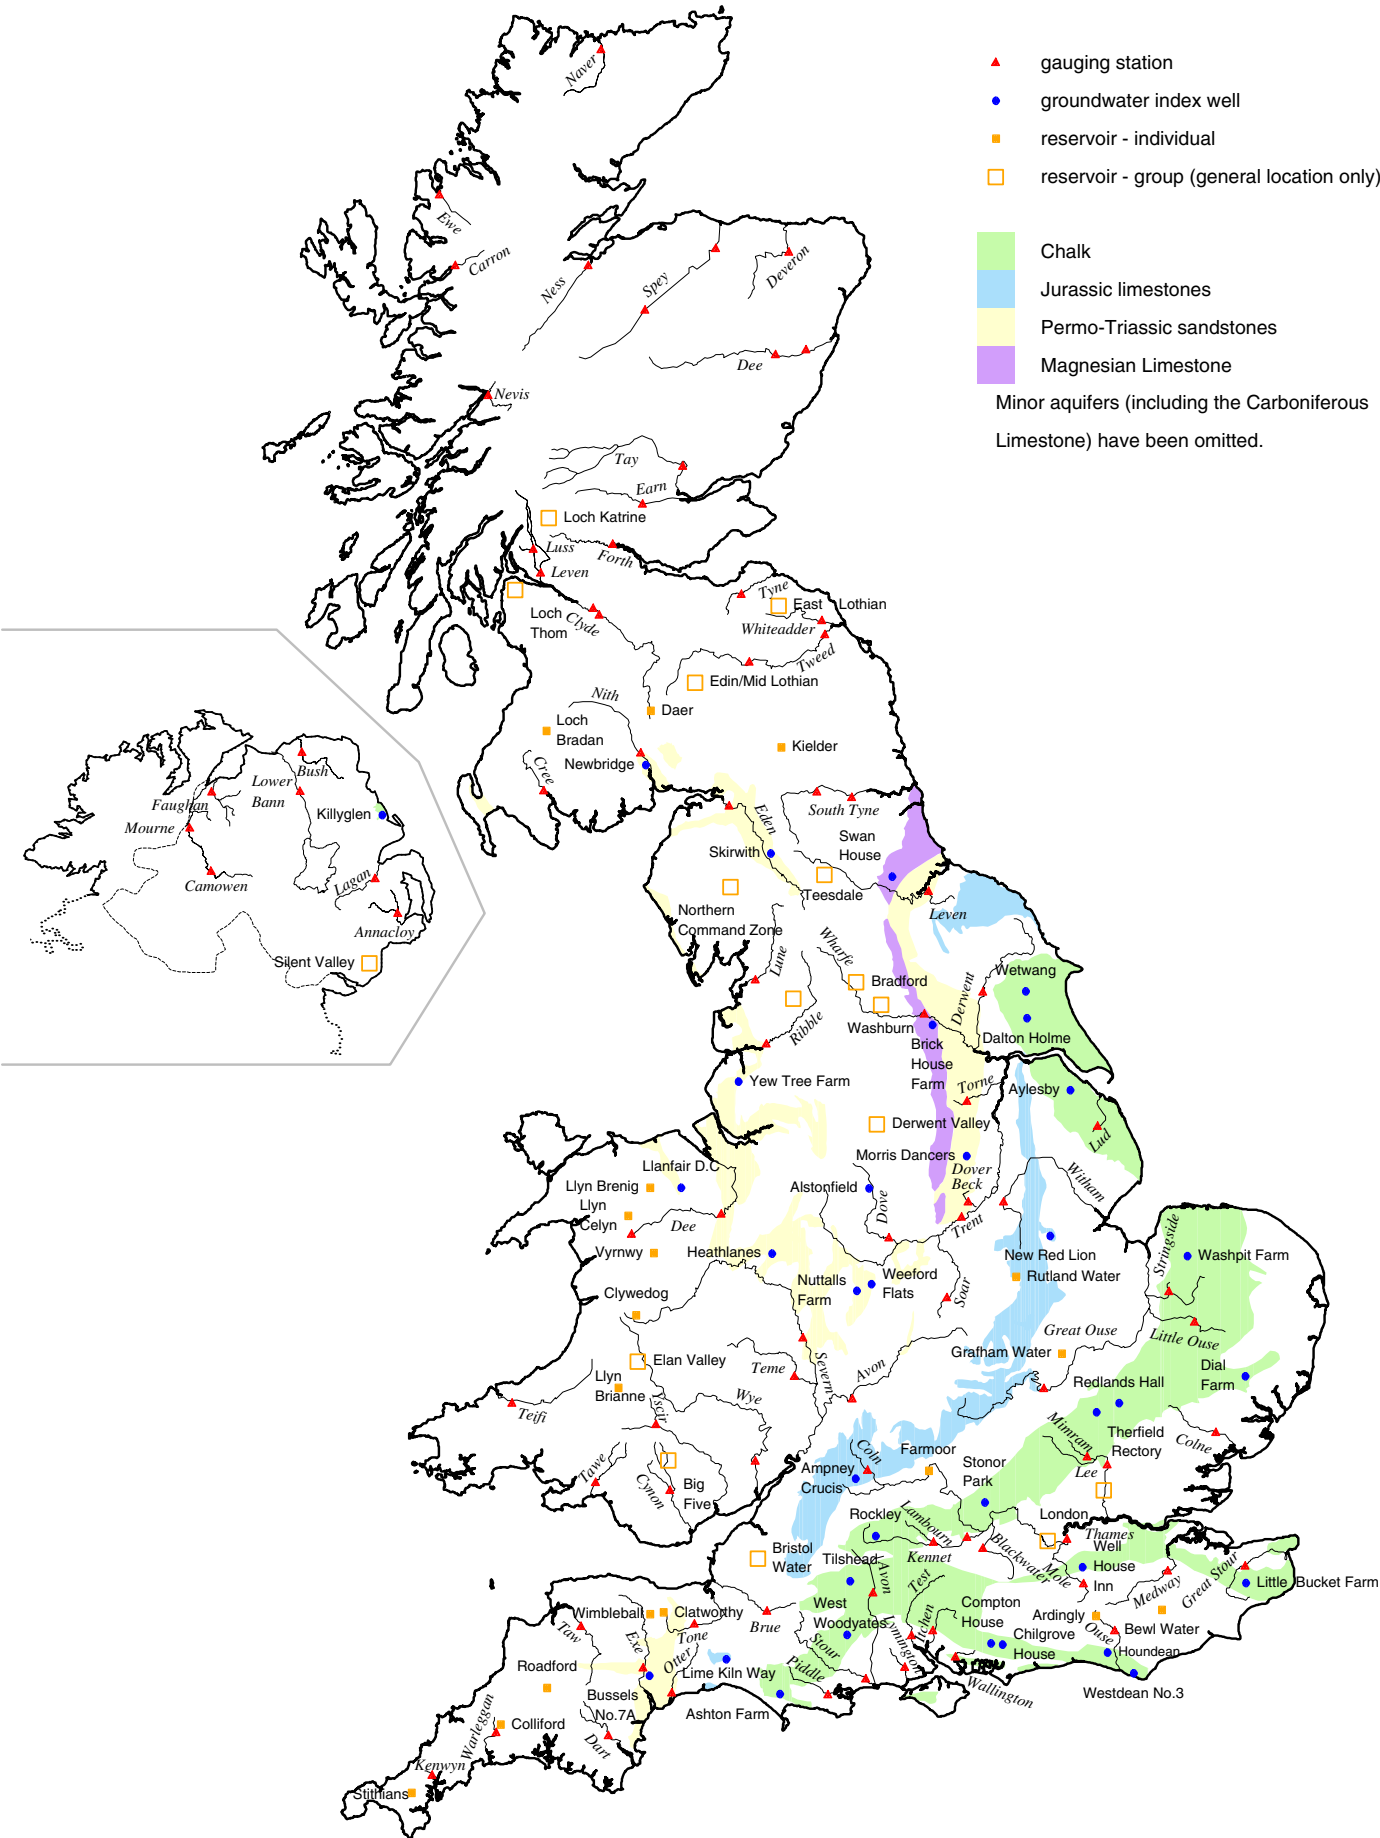 gauging station
groundwater index well
reservoir - individual
reservoir - group (general location only)
Chalk
Jurassic limestones
Permo-Triassic sandstones
Magnesian Limestone
Minor aquifers (including the Carboniferous
Limestone) have been omitted.
Naver
Ewe
Carron
Ness
Spey
Deveron
Dee
Nevis
Tay
Earn
Loch Katrine
Luss
Forth
Leven
Loch
Thom
Clyde
Tyne
East Lothian
Whiteadder
Tweed
Edin/Mid Lothian
Nith
Daer
Loch
Bradan
Kielder
Newbridge
Cree
Bush
Lower
Bann
Faughan
Killyglen
Mourne
Camowen
Lagan
Annacloy
Silent Valley
Eden
South Tyne
Swan
House
Skirwith
Teesdale
Leven
Northern
Command Zone
Lune
Wharfe
Bradford
Washburn
Derwent
Wetwang
Dalton Holme
Ribble
Brick
House
Farm
Yew Tree Farm
Torne
Aylesby
Lud
Derwent Valley
Morris Dancers
Dover
Beck
Witham
Llanfair D.C
Llyn Brenig
Llyn
Celyn
Dee
Vyrnwy
Alstonfield
Dove
Trent
Heathlanes
Nuttalls
Farm
Weeford
Flats
Soar
New Red Lion
Rutland Water
Stringside
Washpit Farm
Clywedog
Great Ouse
Little Ouse
Grafham Water
Elan Valley
Teme
Severn
Avon
Dial
Farm
Redlands Hall
Llyn
Brianne
Yscir
Wye
Teifi
Mimram
Therfield
Rectory
Colne
Lee
Tawe
Cynon
Big
Five
Ampney
Crucis
Coln
Farmoor
Stonor
Park
London
Rockley
Lambourn
Kennet
Blackwater
Thames
Well
House
Inn
Mole
Bristol
Water
Tilshead
Avon
Test
Medway
Great Stour
Little Bucket Farm
Wimbleball
Clatworthy
Taw
Exe
Tone
Brue
West
Woodyates
Stour
Lymington
Itchen
Compton
House
Chilgrove
House
Ardingly
Ouse
Bewl Water
Houndean
Roadford
Otter
Lime Kiln Way
Piddle
Wallington
Westdean No.3
Bussels
No.7A
Ashton Farm
Warleggan
Colliford
Dart
Kenwyn
Stithians